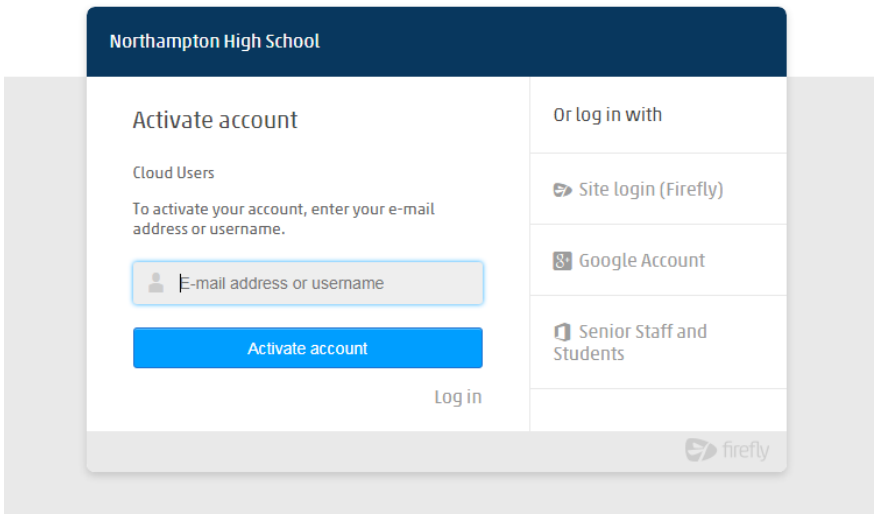 Northampton High School
Activate account
Cloud Users
To activate your account, enter your e-mail
address or username.
E-mail address or username
Activate account
Log in
Or log in with
Site login (Firefly)
Google Account
Senior Staff and
Students
firefly